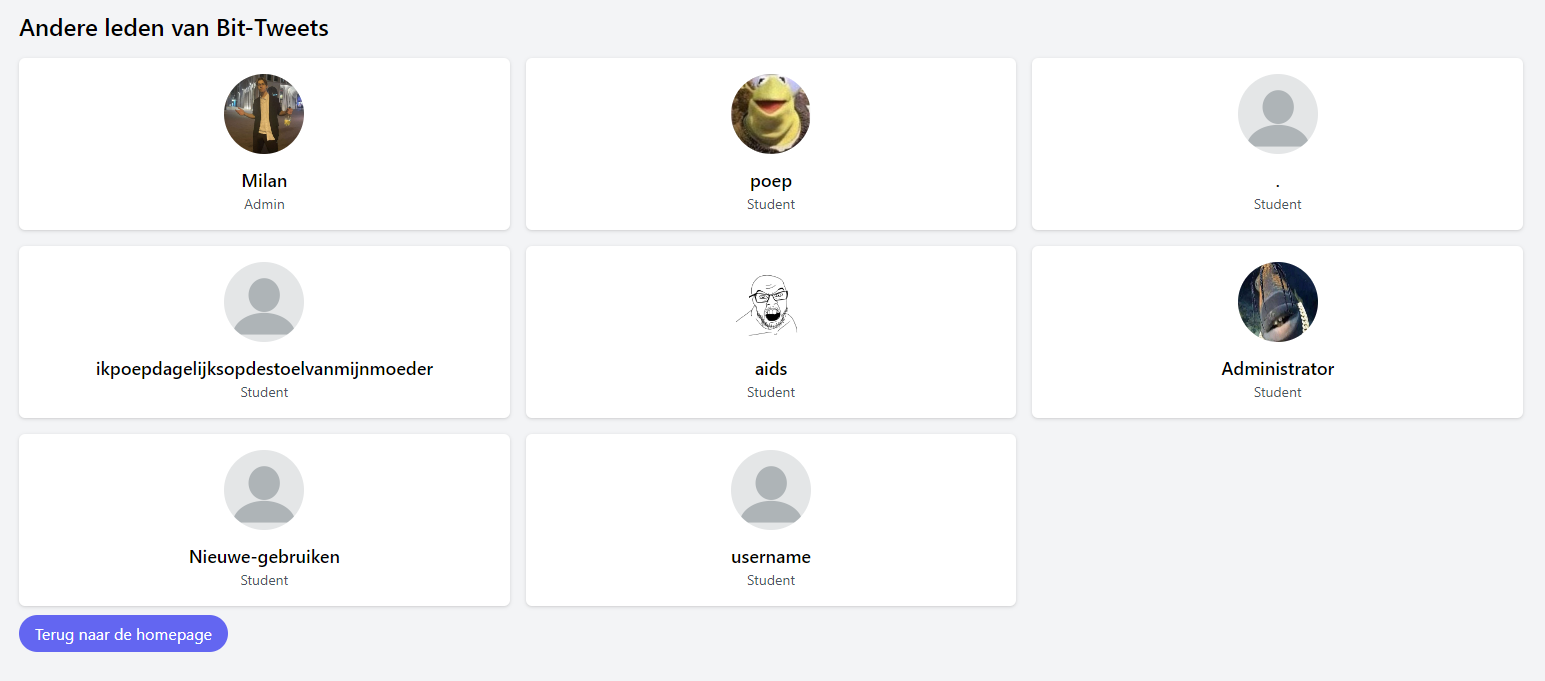 Andere leden van Bit-Tweets
Milan
Admin
poep
Student
.
Student
ikpoepdagelijksopdestoelvanmijnmoeder
Student
aids
Student
Administrator
Student
Nieuwe-gebruiken
Student
username
Student
Terug naar de homepage